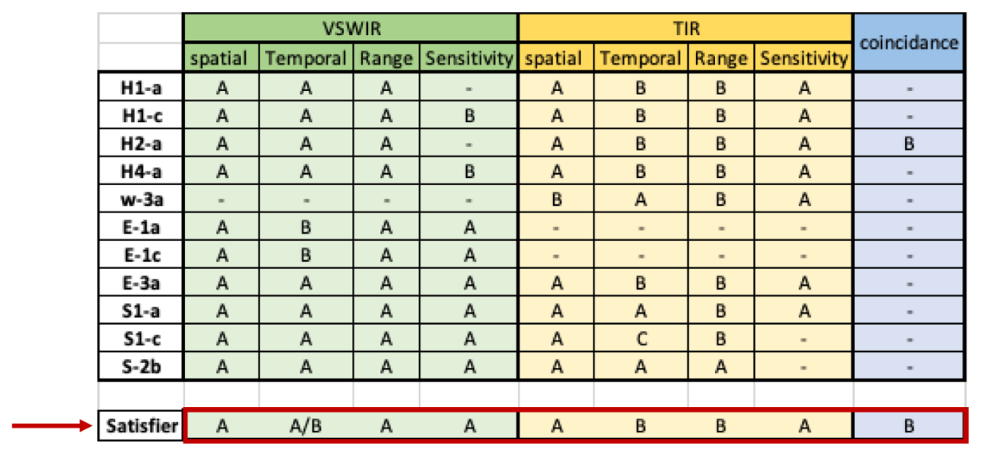 VSWIR TIR coincidance
spatial Temporal Range Sensitivity spatial Temporal Range Sensitivity
H1-a A A A - A B B A -
H1-c A A A B A B B A -
H2-a A A A - A B B A B
H4-a A A A B A B B A -
w-3a - - - - B A B A -
E-1a A B A A - - - - -
E-1c A B A A - - - - -
E-3a A A A A A B B A -
S1-a A A A A A A B A -
S1-c A A A A A C B - -
S-2b A A A A A A A - -
Satisfier A A/B A A A B B A B